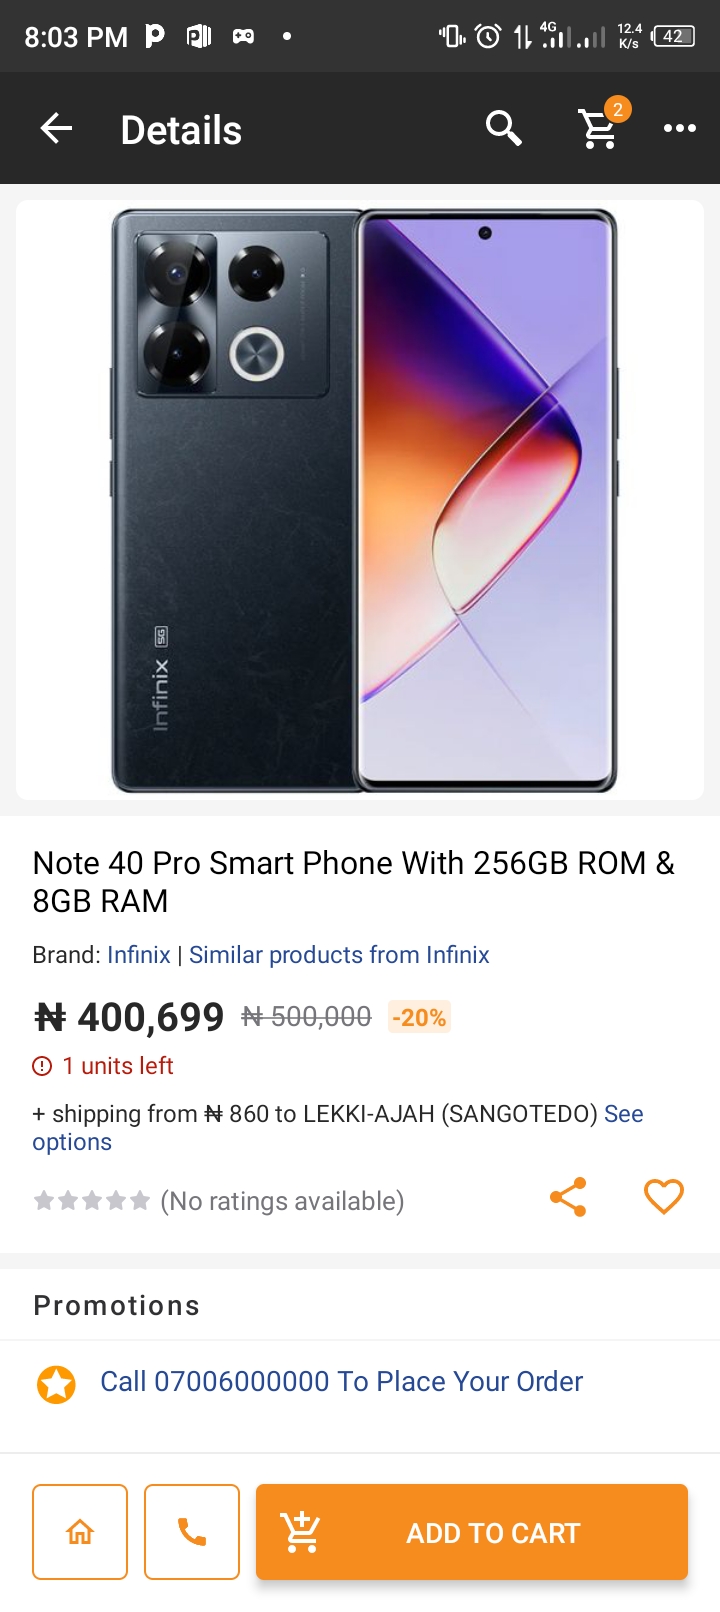 8:03 PM
4G
12.4
K/s
42
Details
2
Infinix 5G
Note 40 Pro Smart Phone With 256GB ROM &
8GB RAM
Brand: Infinix | Similar products from Infinix
₦ 400,699 ₦ 500,000 -20%
1 units left
+ shipping from ₦ 860 to LEKKI-AJAH (SANGOTEDO) See
options
(No ratings available)
Promotions
Call 07006000000 To Place Your Order
ADD TO CART